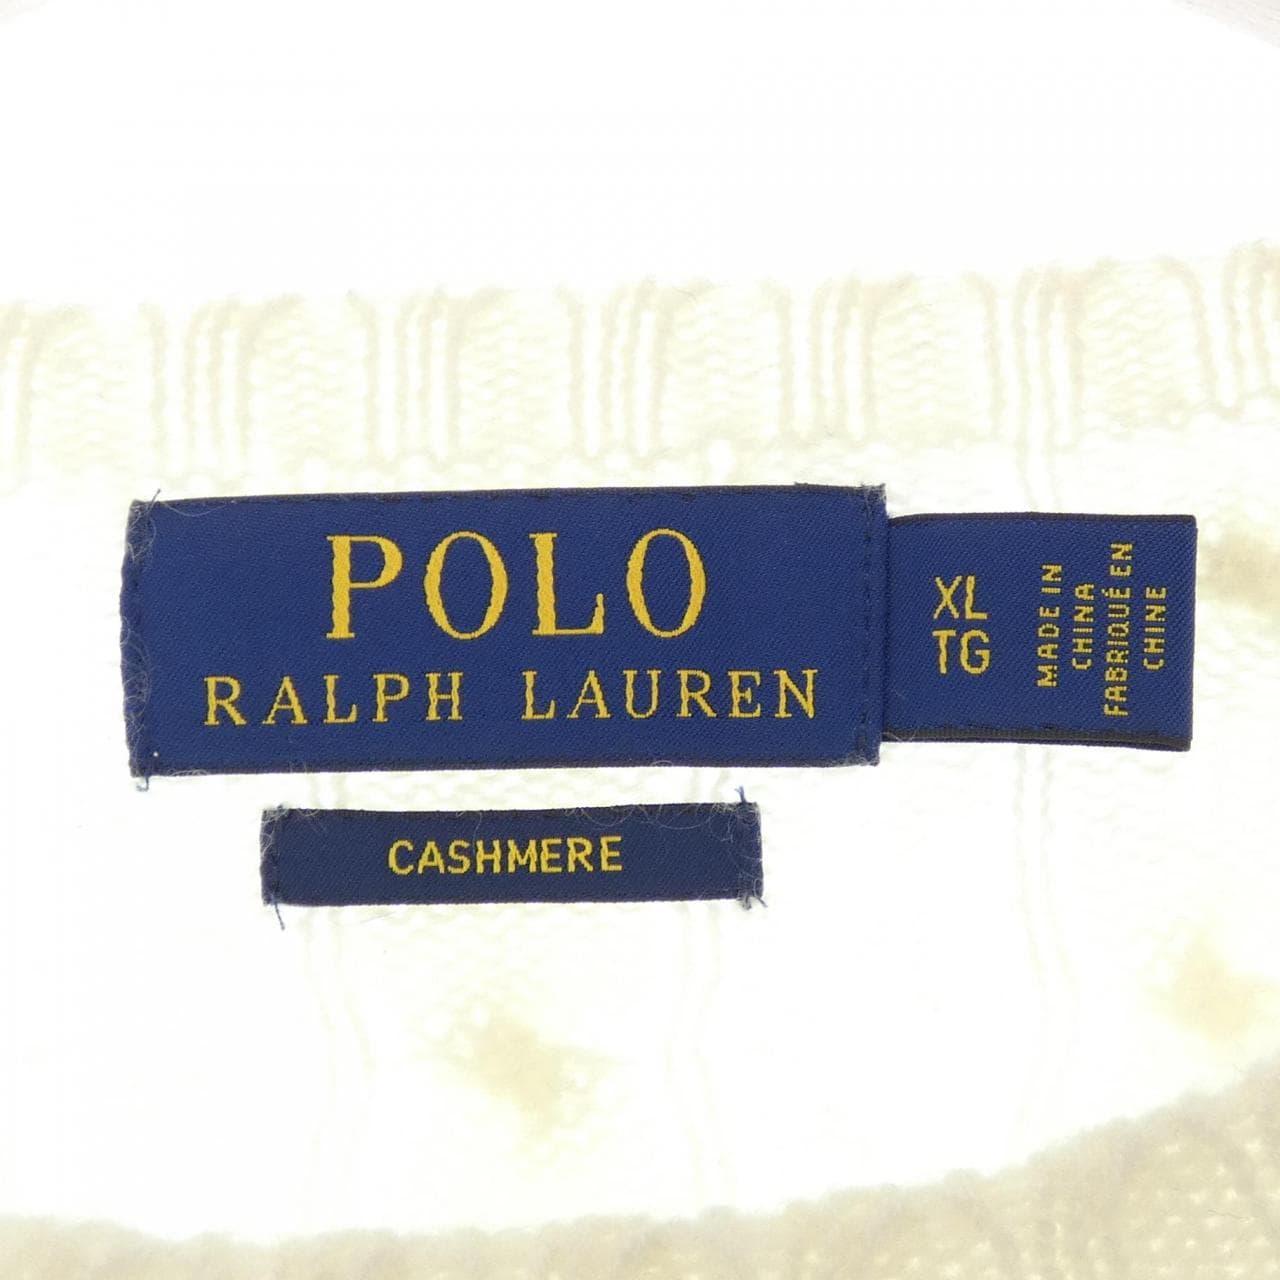 POLO
RALPH LAUREN
XL
TG
MADE IN
CHINA
FABRIQUÉ EN
CHINE
CASHMERE